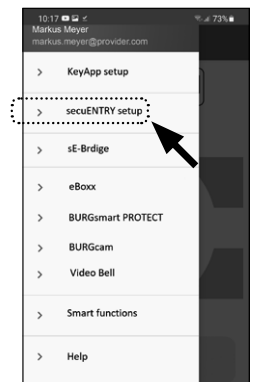 10:17 73%
Markus Meyer
markus.meyer@provider.com
> KeyApp setup
> secuENTRY setup
> sE-Brdige
> eBoxx
> BURGsmart PROTECT
> BURGcam
> Video Bell
> Smart functions
> Help